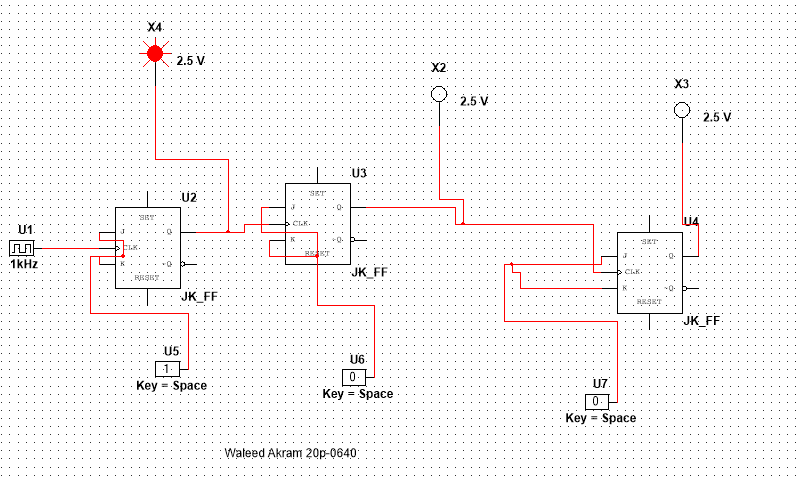 X4
2.5 V
X2
2.5 V
X3
2.5 V
U3
SET
J
Q
CLK
K
~Q
RESET
JK_FF
U2
SET
J
Q
CLK
K
~Q
RESET
JK_FF
U1
1kHz
U4
SET
J
Q
CLK
K
~Q
RESET
JK_FF
U5
1
Key = Space
U6
0
Key = Space
U7
0
Key = Space
Waleed Akram 20p-0640